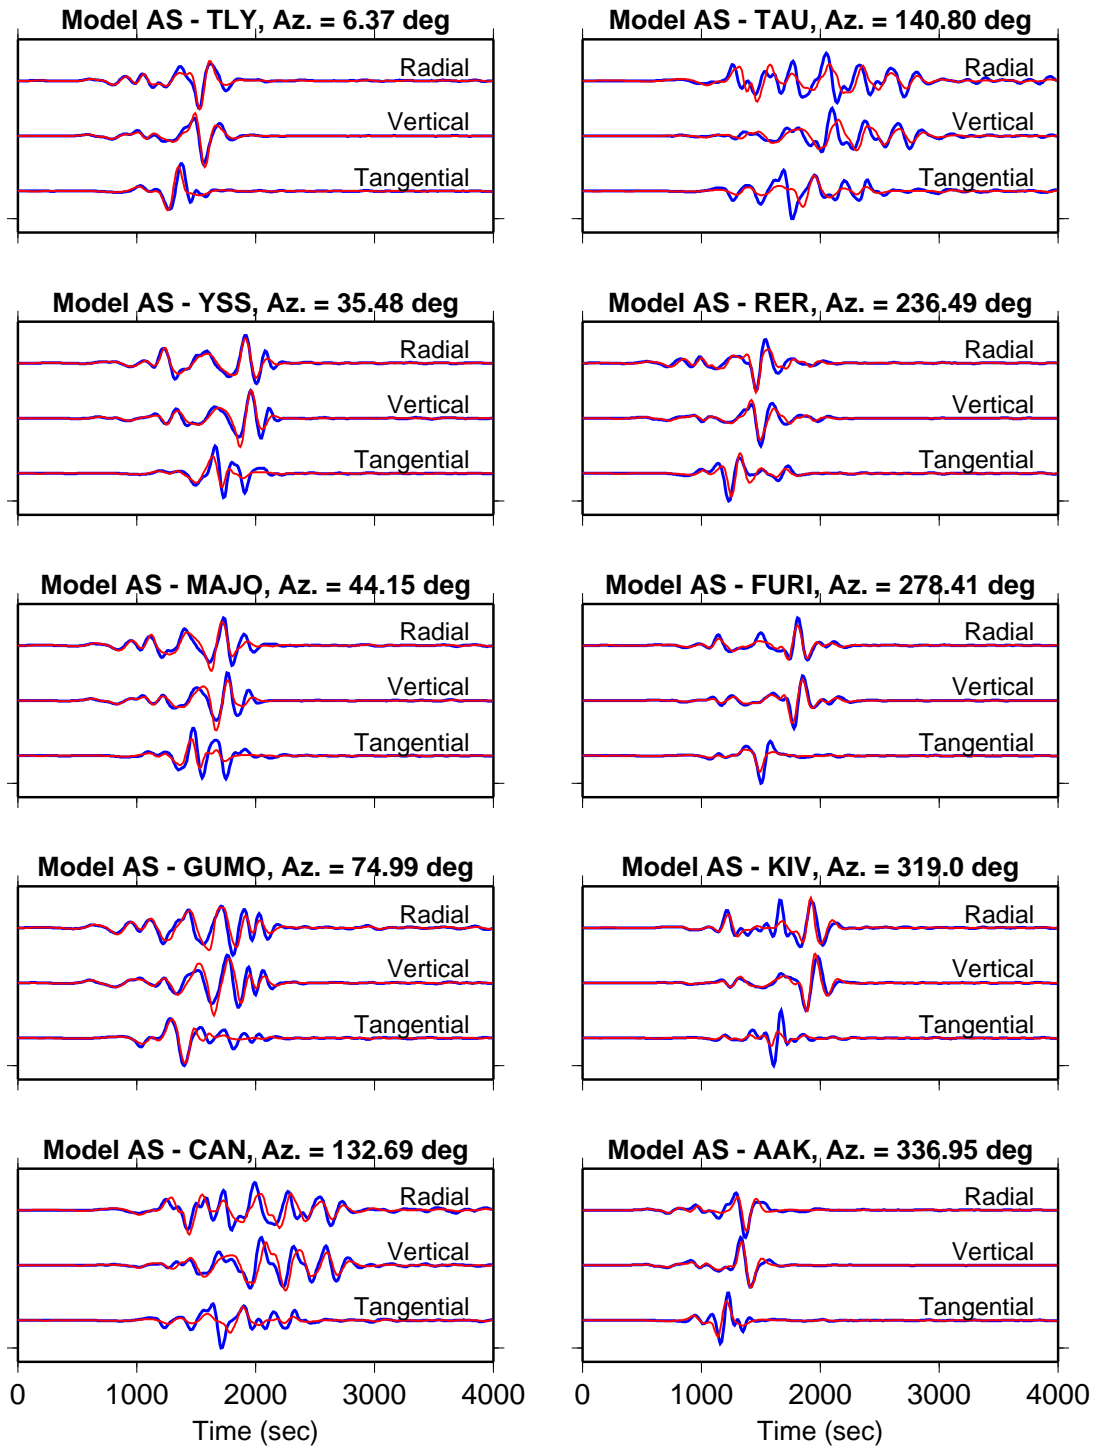 Model AS - TLY, Az. = 6.37 deg
Radial
Vertical
Tangential
Model AS - YSS, Az. = 35.48 deg
Radial
Vertical
Tangential
Model AS - MAJO, Az. = 44.15 deg
Radial
Vertical
Tangential
Model AS - GUMO, Az. = 74.99 deg
Radial
Vertical
Tangential
Model AS - CAN, Az. = 132.69 deg
Radial
Vertical
Tangential
0 1000 2000 3000 4000
Time (sec)
Model AS - TAU, Az. = 140.80 deg
Radial
Vertical
Tangential
Model AS - RER, Az. = 236.49 deg
Radial
Vertical
Tangential
Model AS - FURI, Az. = 278.41 deg
Radial
Vertical
Tangential
Model AS - KIV, Az. = 319.0 deg
Radial
Vertical
Tangential
Model AS - AAK, Az. = 336.95 deg
Radial
Vertical
Tangential
0 1000 2000 3000 4000
Time (sec)